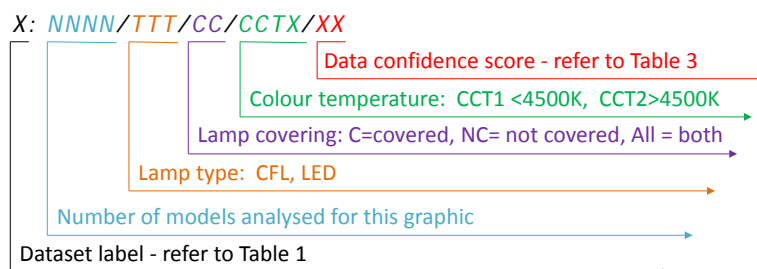 X: NNNN/TTT/CC/CCTX/XX
Data confidence score - refer to Table 3
Colour temperature: CCT1 <4500K, CCT2>4500K
Lamp covering: C=covered, NC= not covered, All = both
Lamp type: CFL, LED
Number of models analysed for this graphic
Dataset label - refer to Table 1